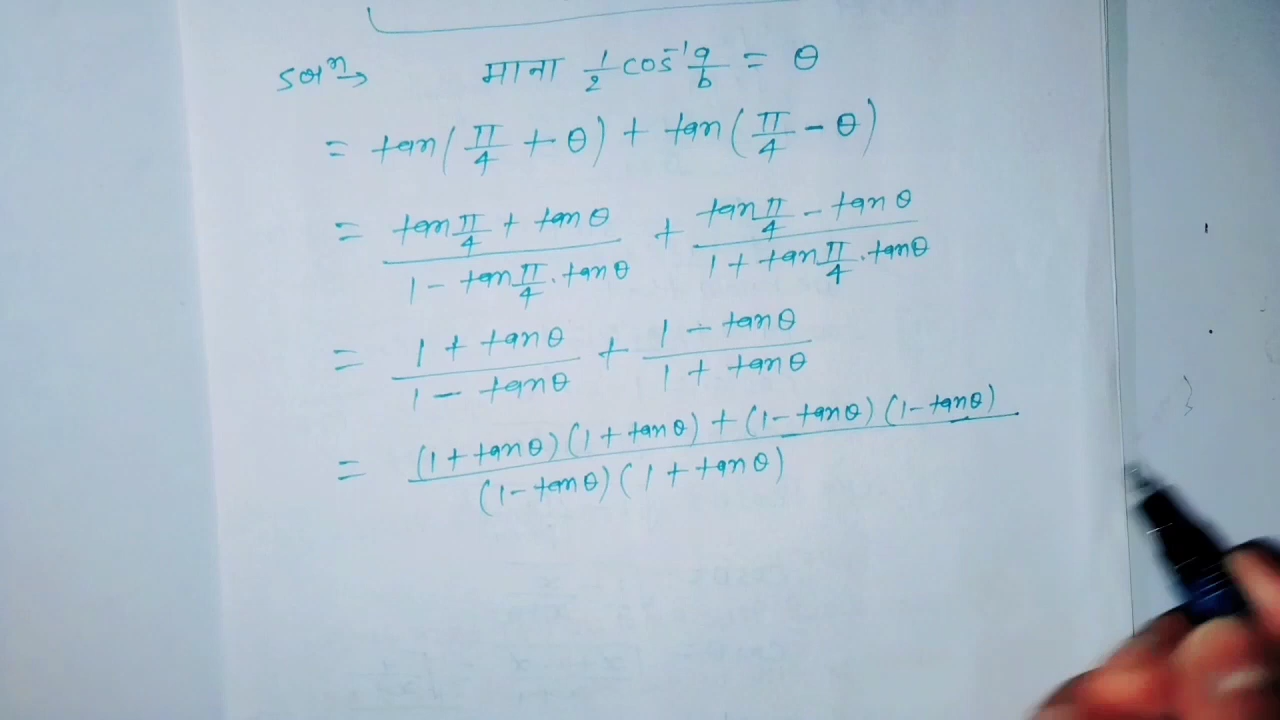 Solⁿ→ माना 1/2 cos⁻¹ a/b = θ
= tan(π/4 + θ) + tan(π/4 - θ)
= (tan π/4 + tan θ)/(1 - tan π/4 . tan θ) + (tan π/4 - tan θ)/(1 + tan π/4 . tan θ)
= (1 + tan θ)/(1 - tan θ) + (1 - tan θ)/(1 + tan θ)
= ((1 + tan θ)(1 + tan θ) + (1 - tan θ)(1 - tan θ))/((1 - tan θ)(1 + tan θ))